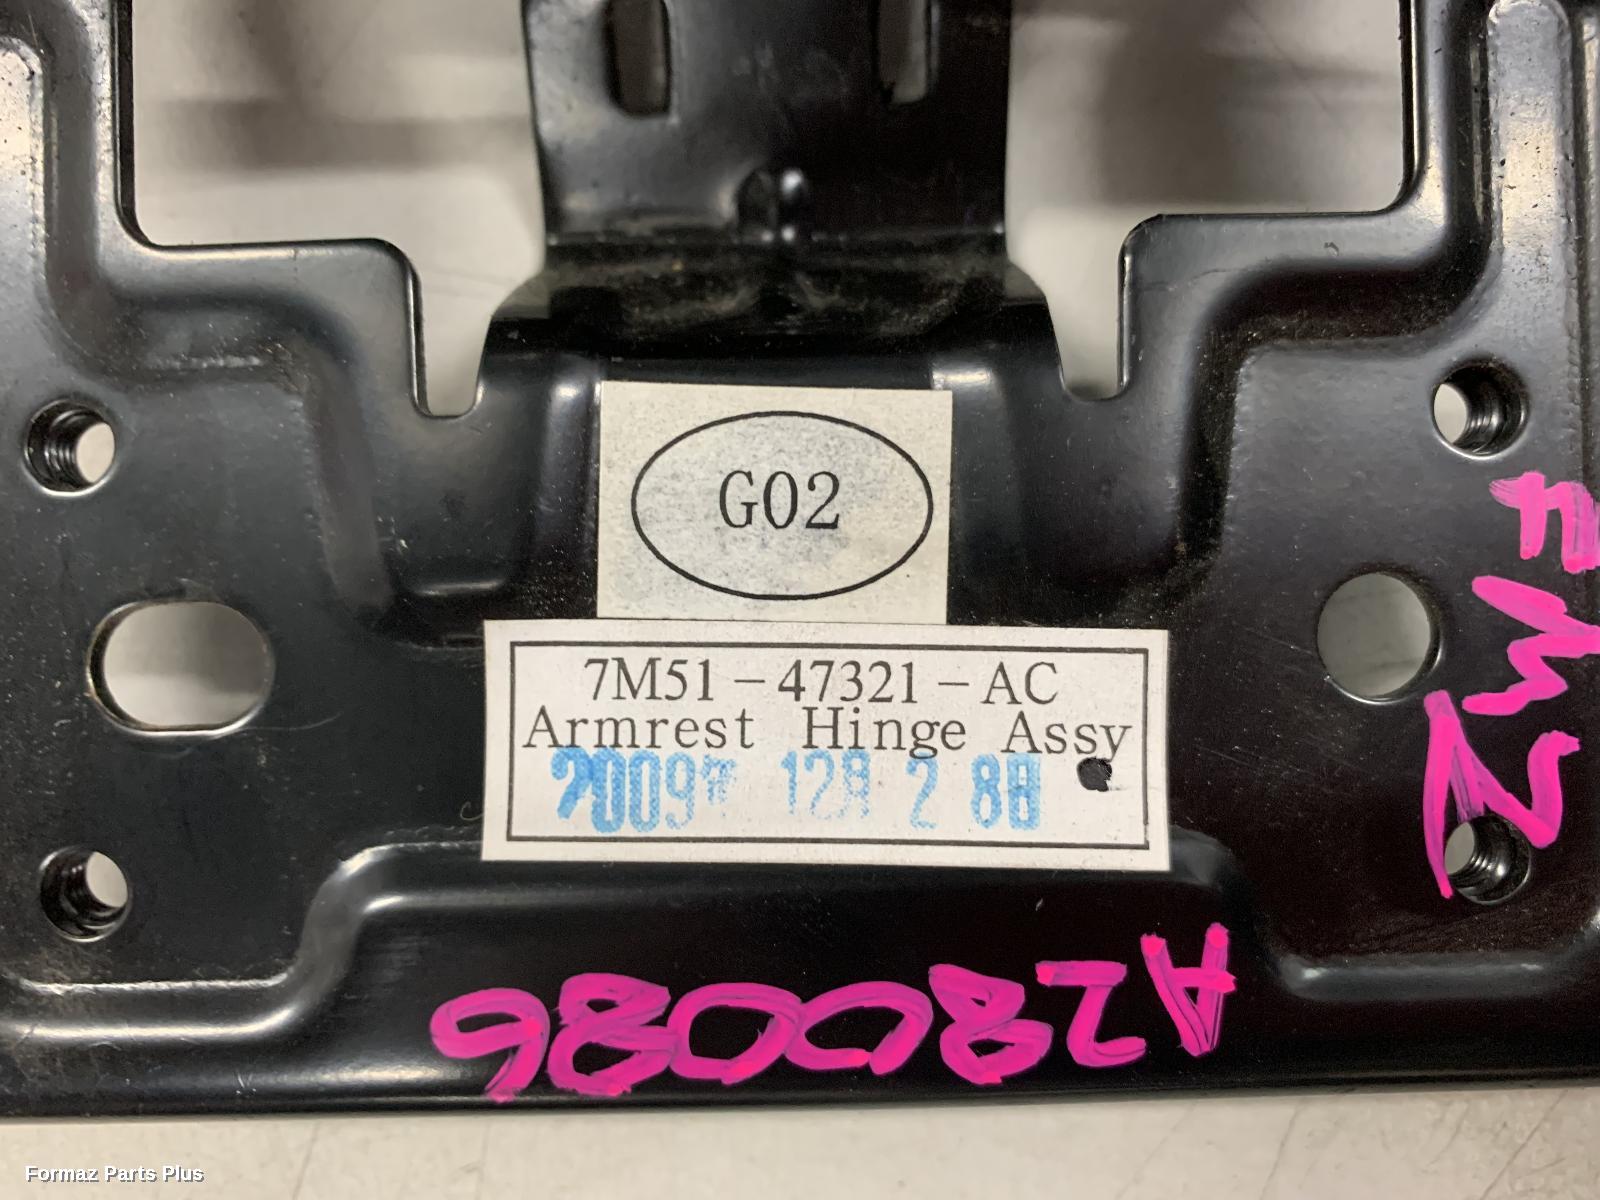 G02
7M51-47321-AC
Armrest Hinge Assy
2009年 12月 2 8日
FMZ
A280086
Formaz Parts Plus